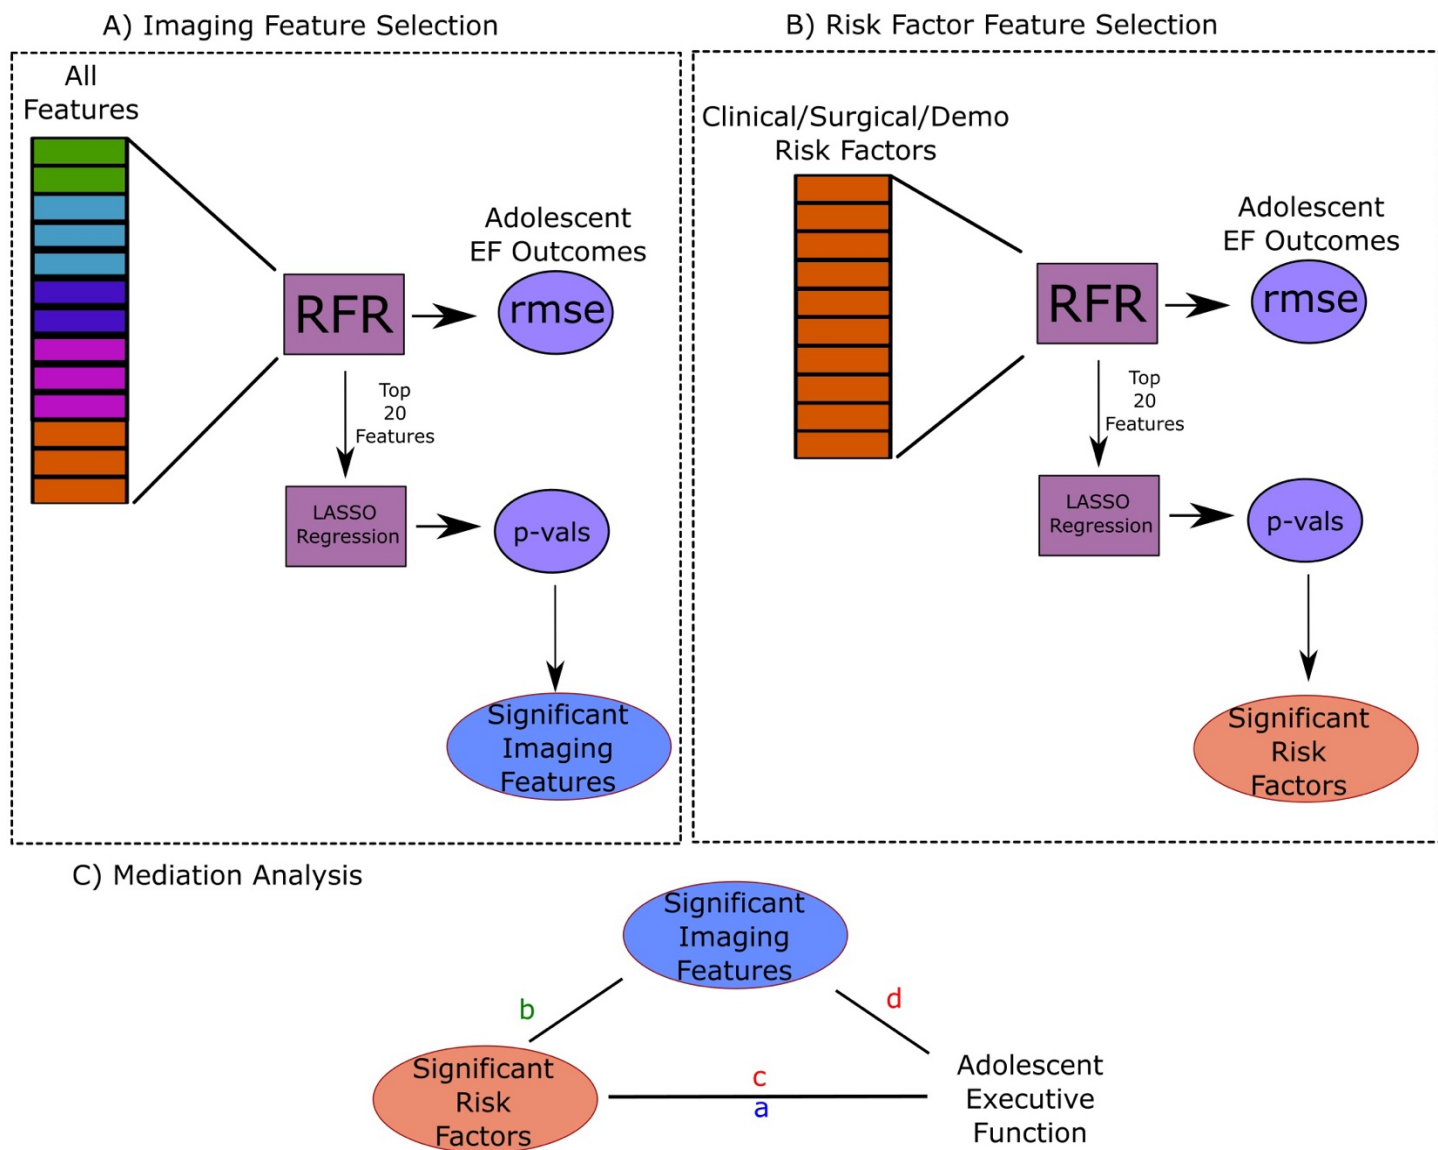 A) Imaging Feature Selection
All
Features
RFR
Adolescent
EF Outcomes
rmse
Top
20
Features
LASSO
Regression
p-vals
Significant
Imaging
Features
B) Risk Factor Feature Selection
Clinical/Surgical/Demo
Risk Factors
RFR
Adolescent
EF Outcomes
rmse
Top
20
Features
LASSO
Regression
p-vals
Significant
Risk
Factors
C) Mediation Analysis
Significant
Imaging
Features
b
d
Significant
Risk
Factors
c
a
Adolescent
Executive
Function